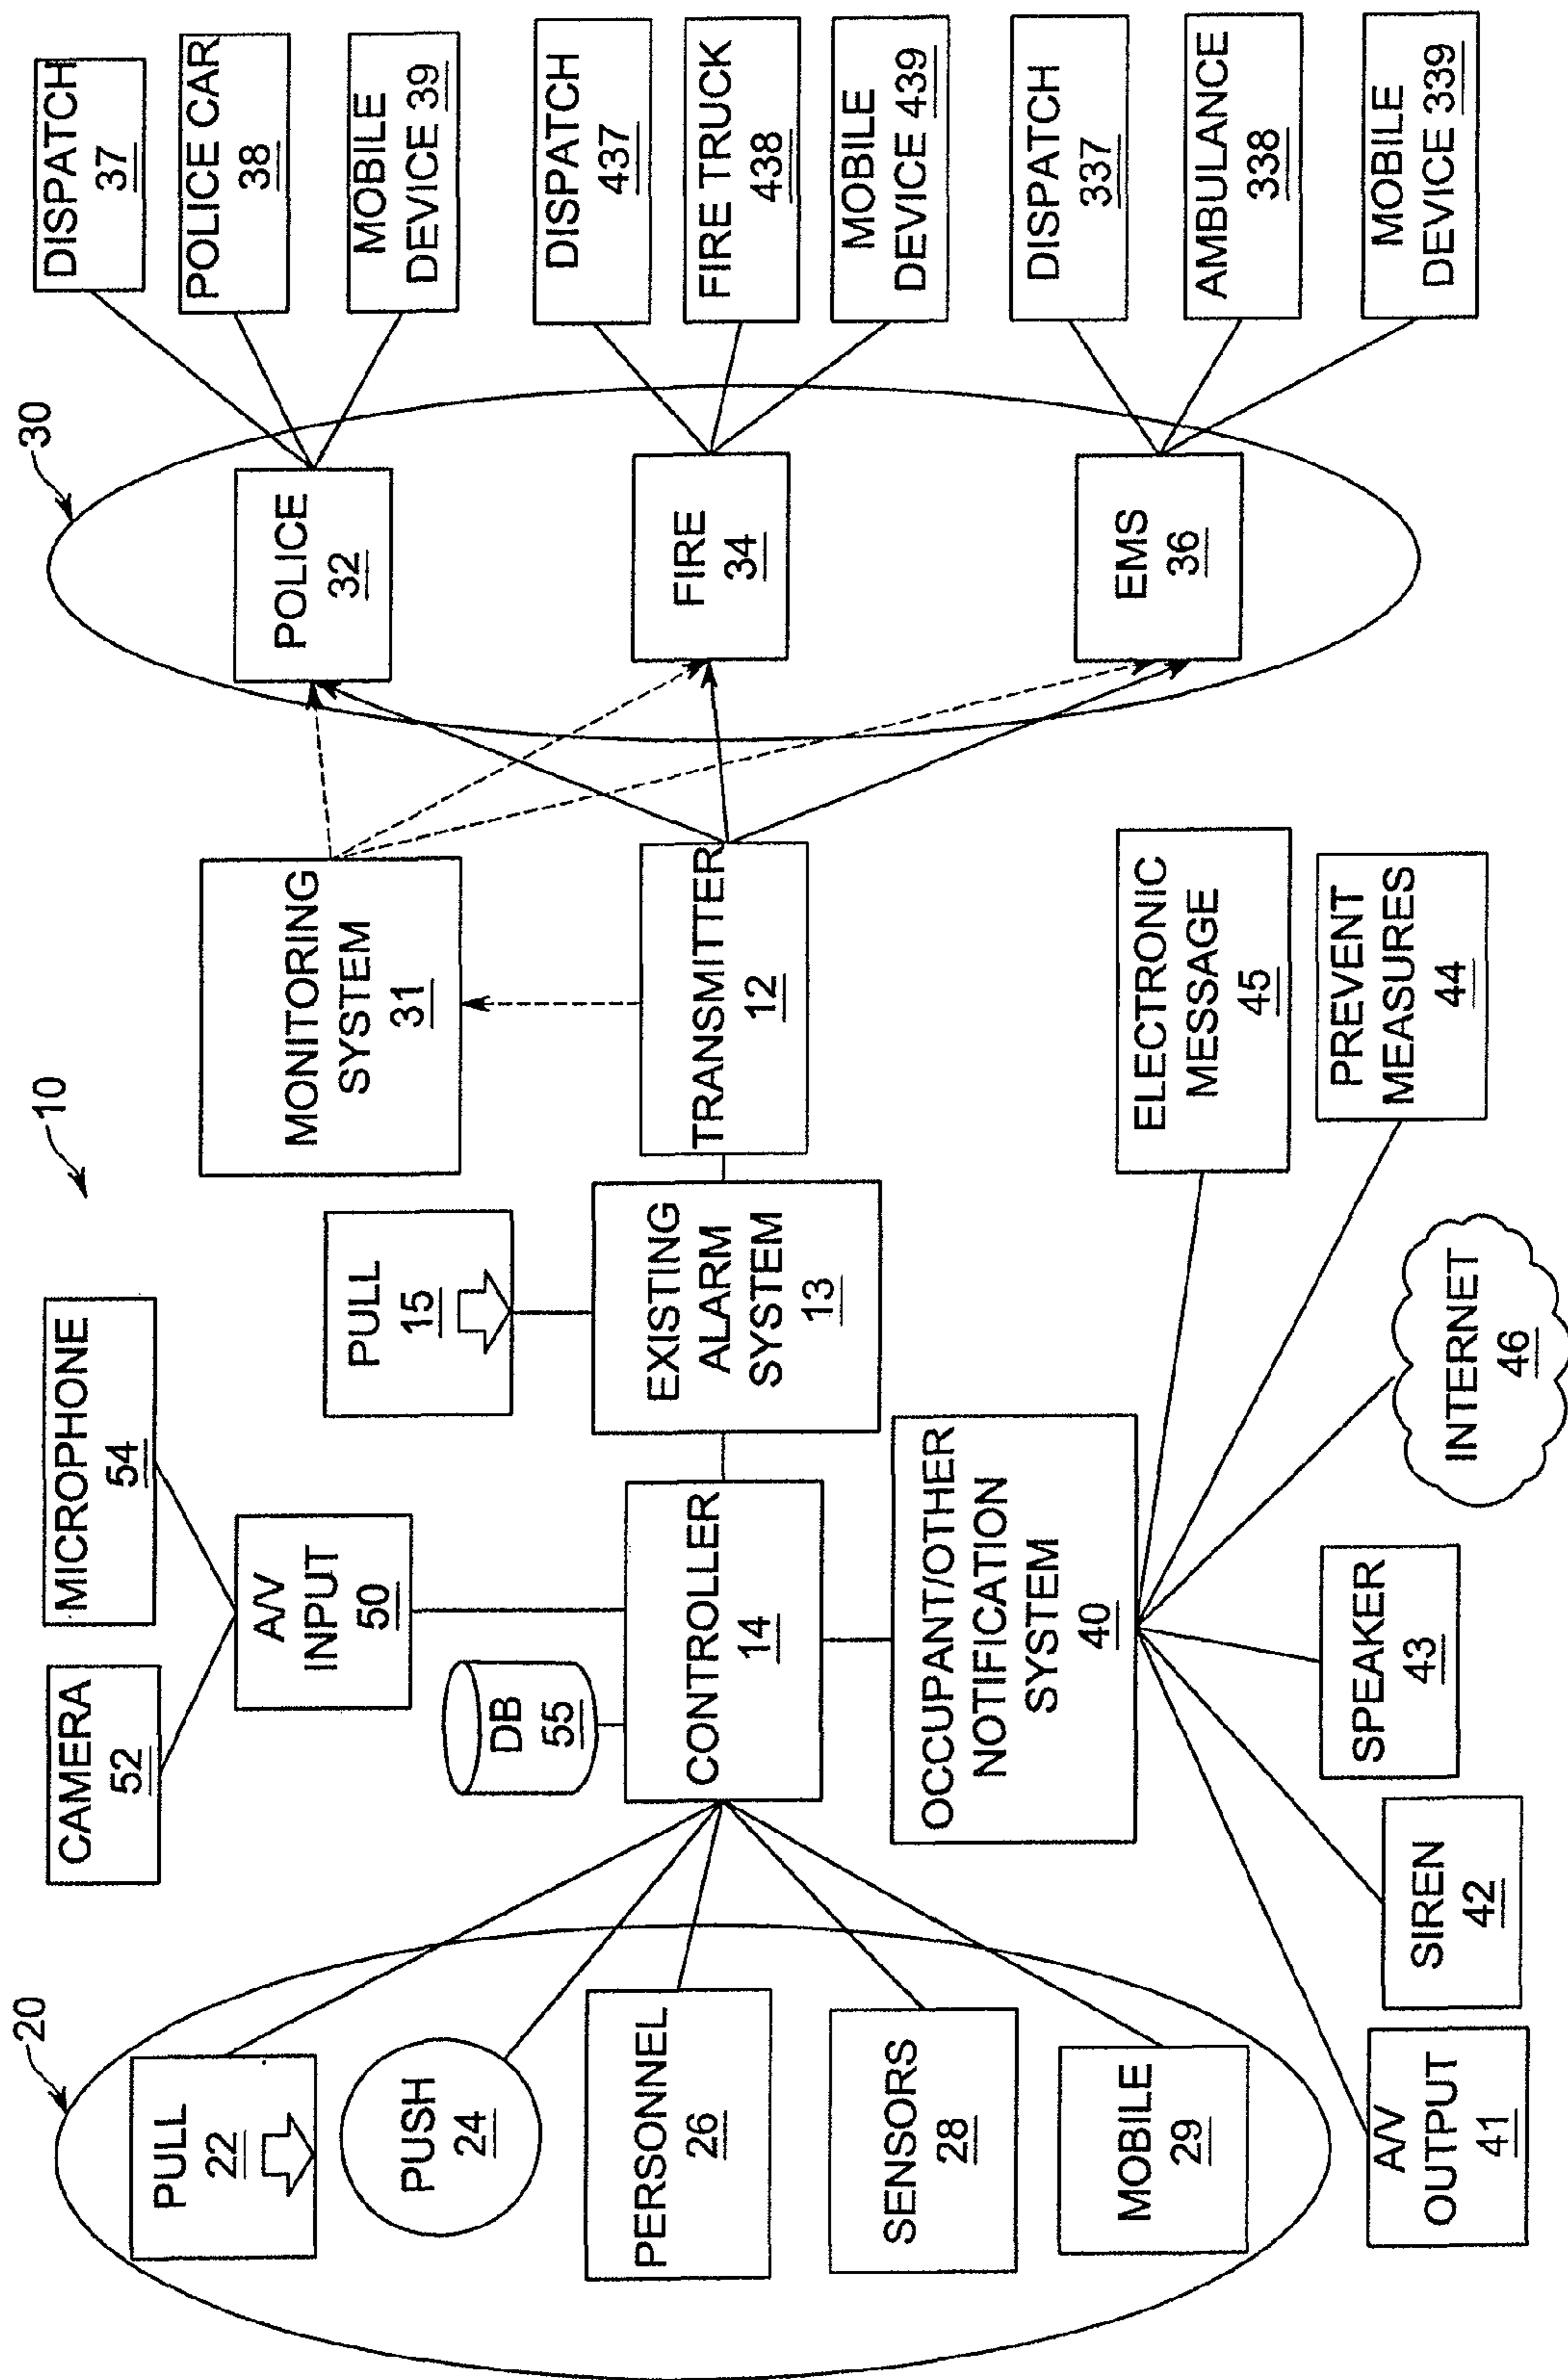 10
20
PULL
22
PUSH
24
PERSONNEL
26
SENSORS
28
MOBILE
29
CAMERA
52
MICROPHONE
54
A/V
INPUT
50
DB
55
CONTROLLER
14
PULL
15
EXISTING
ALARM
SYSTEM
13
OCCUPANT/OTHER
NOTIFICATION
SYSTEM
40
A/V
OUTPUT
41
SIREN
42
SPEAKER
43
INTERNET
46
PREVENT
MEASURES
44
ELECTRONIC
MESSAGE
45
MONITORING
SYSTEM
31
TRANSMITTER
12
30
POLICE
32
FIRE
34
EMS
36
DISPATCH
37
POLICE CAR
38
MOBILE
DEVICE 39
DISPATCH
437
FIRE TRUCK
438
MOBILE
DEVICE 439
DISPATCH
337
AMBULANCE
338
MOBILE
DEVICE 339